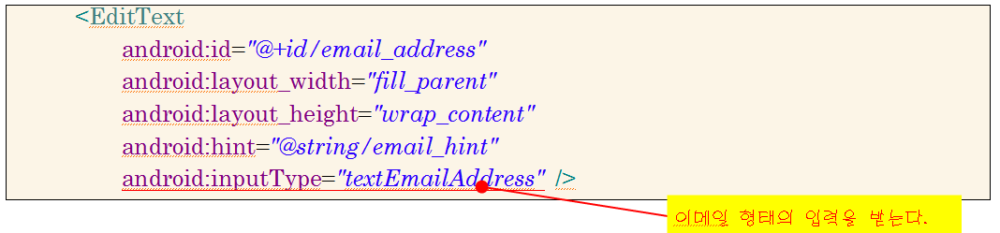 <EditText
android:id="@+id/email_address"
android:layout_width="fill_parent"
android:layout_height="wrap_content"
android:hint="@string/email_hint"
android:inputType="textEmailAddress" />
이메일 형태의 입력을 받는다.